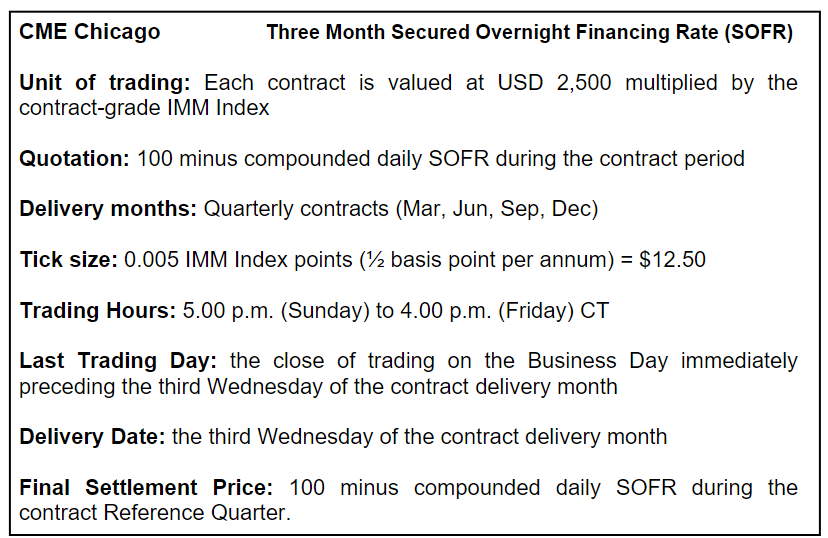 CME Chicago Three Month Secured Overnight Financing Rate (SOFR)
Unit of trading: Each contract is valued at USD 2,500 multiplied by the
contract-grade IMM Index
Quotation: 100 minus compounded daily SOFR during the contract period
Delivery months: Quarterly contracts (Mar, Jun, Sep, Dec)
Tick size: 0.005 IMM Index points (½ basis point per annum) = $12.50
Trading Hours: 5.00 p.m. (Sunday) to 4.00 p.m. (Friday) CT
Last Trading Day: the close of trading on the Business Day immediately
preceding the third Wednesday of the contract delivery month
Delivery Date: the third Wednesday of the contract delivery month
Final Settlement Price: 100 minus compounded daily SOFR during the
contract Reference Quarter.